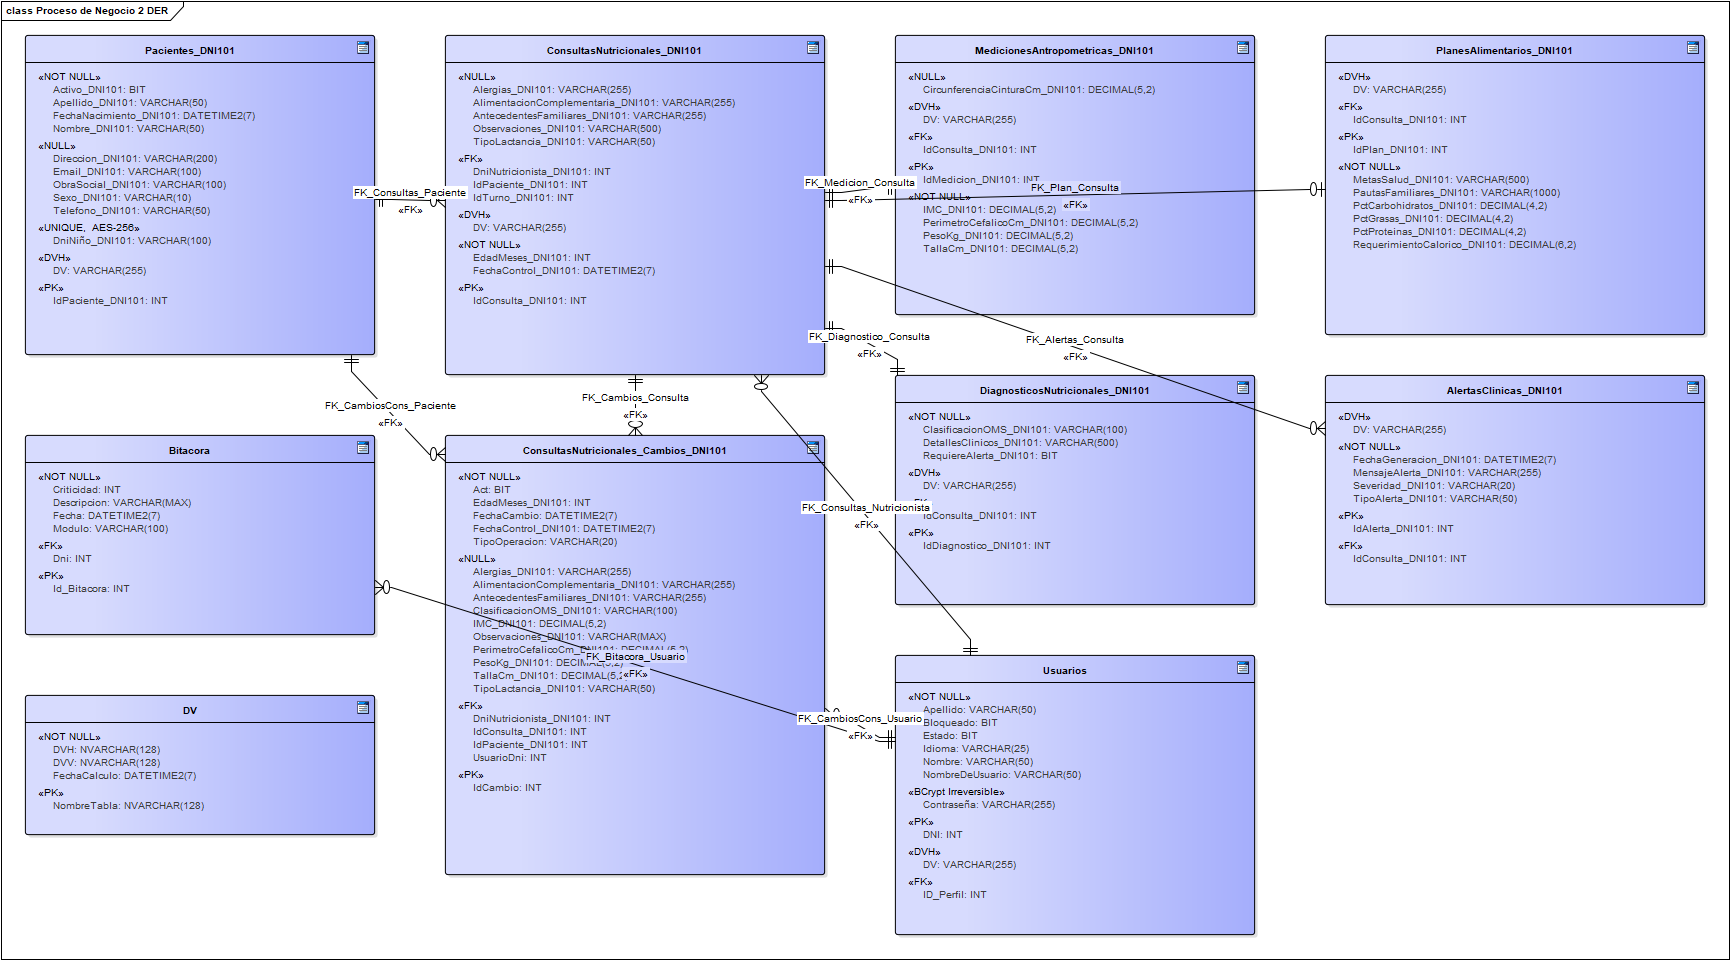 class Proceso de Negocio 2 DER
Pacientes_DNI101
«NOT NULL»
Activo_DNI101: BIT
Apellido_DNI101: VARCHAR(50)
FechaNacimiento_DNI101: DATETIME2(7)
Nombre_DNI101: VARCHAR(50)
«NULL»
Direccion_DNI101: VARCHAR(200)
Email_DNI101: VARCHAR(100)
ObraSocial_DNI101: VARCHAR(100)
Sexo_DNI101: VARCHAR(10)
Telefono_DNI101: VARCHAR(50)
«UNIQUE, AES-256»
DniNiño_DNI101: VARCHAR(100)
«DVH»
DV: VARCHAR(255)
«PK»
IdPaciente_DNI101: INT
FK_Consultas_Paciente
«FK»
ConsultasNutricionales_DNI101
«NULL»
Alergias_DNI101: VARCHAR(255)
AlimentacionComplementaria_DNI101: VARCHAR(255)
AntecedentesFamiliares_DNI101: VARCHAR(255)
Observaciones_DNI101: VARCHAR(500)
TipoLactancia_DNI101: VARCHAR(50)
«FK»
DniNutricionista_DNI101: INT
IdPaciente_DNI101: INT
IdTurno_DNI101: INT
«DVH»
DV: VARCHAR(255)
«NOT NULL»
EdadMeses_DNI101: INT
FechaControl_DNI101: DATETIME2(7)
«PK»
IdConsulta_DNI101: INT
FK_Medicion_Consulta
«FK»
MedicionesAntropometricas_DNI101
«NULL»
CircunferenciaCinturaCm_DNI101: DECIMAL(5,2)
«DVH»
DV: VARCHAR(255)
«FK»
IdConsulta_DNI101: INT
«PK»
IdMedicion_DNI101: INT
«NOT NULL»
IMC_DNI101: DECIMAL(5,2)
PerimetroCefalicoCm_DNI101: DECIMAL(5,2)
PesoKg_DNI101: DECIMAL(5,2)
TallaCm_DNI101: DECIMAL(5,2)
FK_Plan_Consulta
«FK»
PlanesAlimentarios_DNI101
«DVH»
DV: VARCHAR(255)
«FK»
IdConsulta_DNI101: INT
«PK»
IdPlan_DNI101: INT
«NOT NULL»
MetasSalud_DNI101: VARCHAR(500)
PautasFamiliares_DNI101: VARCHAR(1000)
PctCarbohidratos_DNI101: DECIMAL(4,2)
PctGrasas_DNI101: DECIMAL(4,2)
PctProteinas_DNI101: DECIMAL(4,2)
RequerimientoCalorico_DNI101: DECIMAL(6,2)
FK_Diagnostico_Consulta
«FK»
FK_Alertas_Consulta
«FK»
FK_CambiosCons_Paciente
«FK»
FK_Cambios_Consulta
«FK»
Bitacora
«NOT NULL»
Criticidad: INT
Descripcion: VARCHAR(MAX)
Fecha: DATETIME2(7)
Modulo: VARCHAR(100)
«FK»
Dni: INT
«PK»
Id_Bitacora: INT
ConsultasNutricionales_Cambios_DNI101
«NOT NULL»
Act: BIT
EdadMeses_DNI101: INT
FechaCambio: DATETIME2(7)
FechaControl_DNI101: DATETIME2(7)
TipoOperacion: VARCHAR(20)
«NULL»
Alergias_DNI101: VARCHAR(255)
AlimentacionComplementaria_DNI101: VARCHAR(255)
AntecedentesFamiliares_DNI101: VARCHAR(255)
ClasificacionOMS_DNI101: VARCHAR(100)
IMC_DNI101: DECIMAL(5,2)
Observaciones_DNI101: VARCHAR(MAX)
PerimetroCefalicoCm_DNI101: DECIMAL(5,2)
PesoKg_DNI101: DECIMAL(5,2)
TallaCm_DNI101: DECIMAL(5,2)
TipoLactancia_DNI101: VARCHAR(50)
«FK»
DniNutricionista_DNI101: INT
IdConsulta_DNI101: INT
IdPaciente_DNI101: INT
UsuarioDni: INT
«PK»
IdCambio: INT
FK_Bitacora_Usuario
«FK»
FK_Consultas_Nutricionista
«FK»
FK_CambiosCons_Usuario
«FK»
DiagnosticosNutricionales_DNI101
«NOT NULL»
ClasificacionOMS_DNI101: VARCHAR(100)
DetallesClinicos_DNI101: VARCHAR(500)
RequiereAlerta_DNI101: BIT
«DVH»
DV: VARCHAR(255)
«FK»
IdConsulta_DNI101: INT
«PK»
IdDiagnostico_DNI101: INT
AlertasClinicas_DNI101
«DVH»
DV: VARCHAR(255)
«NOT NULL»
FechaGeneracion_DNI101: DATETIME2(7)
MensajeAlerta_DNI101: VARCHAR(255)
Severidad_DNI101: VARCHAR(20)
TipoAlerta_DNI101: VARCHAR(50)
«PK»
IdAlerta_DNI101: INT
«FK»
IdConsulta_DNI101: INT
DV
«NOT NULL»
DVH: NVARCHAR(128)
DVV: NVARCHAR(128)
FechaCalculo: DATETIME2(7)
«PK»
NombreTabla: NVARCHAR(128)
Usuarios
«NOT NULL»
Apellido: VARCHAR(50)
Bloqueado: BIT
Estado: BIT
Idioma: VARCHAR(25)
Nombre: VARCHAR(50)
NombreDeUsuario: VARCHAR(50)
«BCrypt Irreversible»
Contraseña: VARCHAR(255)
«PK»
DNI: INT
«DVH»
DV: VARCHAR(255)
«FK»
ID_Perfil: INT